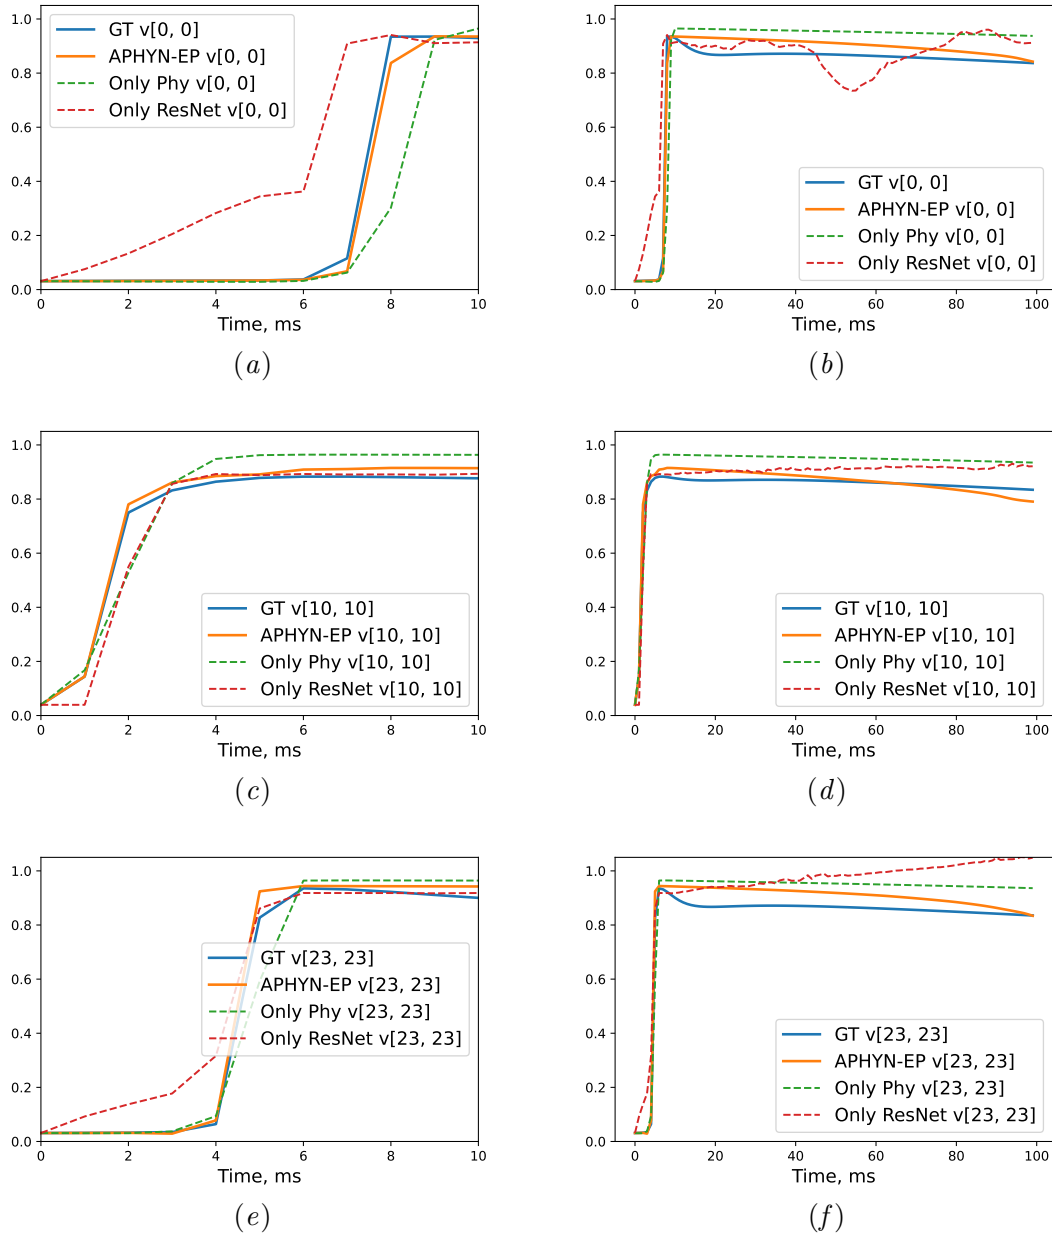 1.0
0.8
0.6
0.4
0.2
0.0
GT v[0, 0]
APHYN-EP v[0, 0]
Only Phy v[0, 0]
Only ResNet v[0, 0]
0 2 4 6 8 10
Time, ms
(a)
1.0
0.8
0.6
0.4
0.2
0.0
GT v[0, 0]
APHYN-EP v[0, 0]
Only Phy v[0, 0]
Only ResNet v[0, 0]
0 20 40 60 80 100
Time, ms
(b)
1.0
0.8
0.6
0.4
0.2
0.0
GT v[10, 10]
APHYN-EP v[10, 10]
Only Phy v[10, 10]
Only ResNet v[10, 10]
0 2 4 6 8 10
Time, ms
(c)
1.0
0.8
0.6
0.4
0.2
0.0
GT v[10, 10]
APHYN-EP v[10, 10]
Only Phy v[10, 10]
Only ResNet v[10, 10]
0 20 40 60 80 100
Time, ms
(d)
1.0
0.8
0.6
0.4
0.2
0.0
GT v[23, 23]
APHYN-EP v[23, 23]
Only Phy v[23, 23]
Only ResNet v[23, 23]
0 2 4 6 8 10
Time, ms
(e)
1.0
0.8
0.6
0.4
0.2
0.0
GT v[23, 23]
APHYN-EP v[23, 23]
Only Phy v[23, 23]
Only ResNet v[23, 23]
0 20 40 60 80 100
Time, ms
(f)